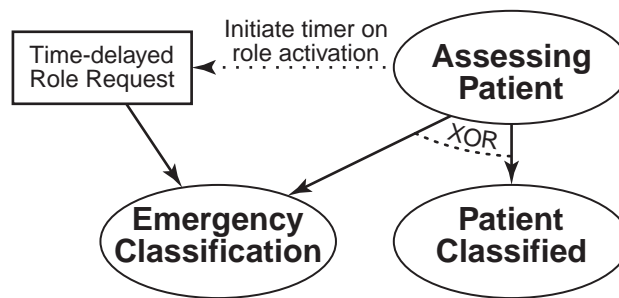 Initiate timer on
role activation
Time-delayed
Role Request
Assessing
Patient
XOR
Emergency
Classification
Patient
Classified